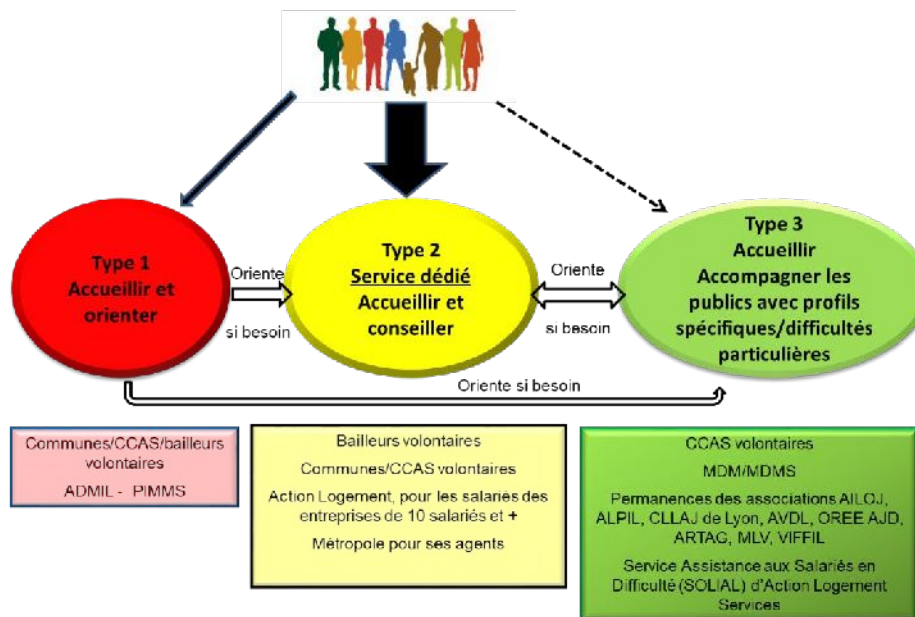 Type 1
Accueillir et
orienter
Oriente
si besoin
Type 2
Service dédié
Accueillir et
conseiller
Oriente
si besoin
Type 3
Accueillir
Accompagner les
publics avec profils
spécifiques/difficultés
particulières
Oriente si besoin
Communes/CCAS/bailleurs
volontaires
ADMIL - PIMMS
Bailleurs volontaires
Communes/CCAS volontaires
Action Logement, pour les salariés des
entreprises de 10 salariés et +
Métropole pour ses agents
CCAS volontaires
MDM/MDMS
Permanences des associations AILOJ,
ALPIL, CLLAJ de Lyon, AVDL, OREE AJD,
ARTAG, MLV, VIFFIL
Service Assistance aux Salariés en
Difficulté (SOLIAL) d'Action Logement
Services